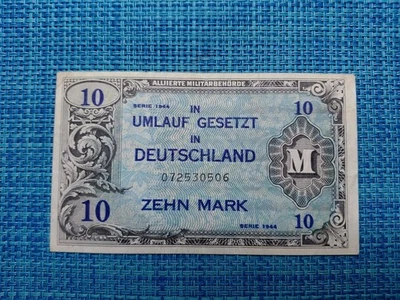 ALLIIERTE MILITÄRBEHÖRDE
10 SERIE 1944 IN 10
UMLAUF GESETZT
IN
DEUTSCHLAND
M
072530506
10 ZEHN MARK 10
SERIE 1944